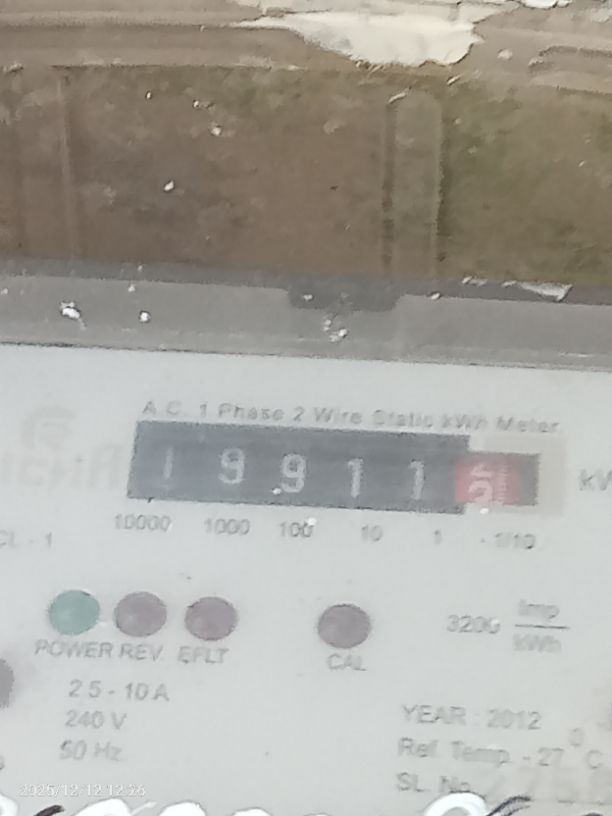 A.C. 1 Phase 2 Wire Static kWh Meter
1 9 9 1 1
10000 1000 100 10 1 - 1/10
CL - 1
3200 Imp
kWh
POWER REV. EFLT
CAL
2.5 - 10 A
240 V
50 Hz
YEAR : 2012
Ref. Temp. - 27 °C
SL. No.
2025/12/12 12:26